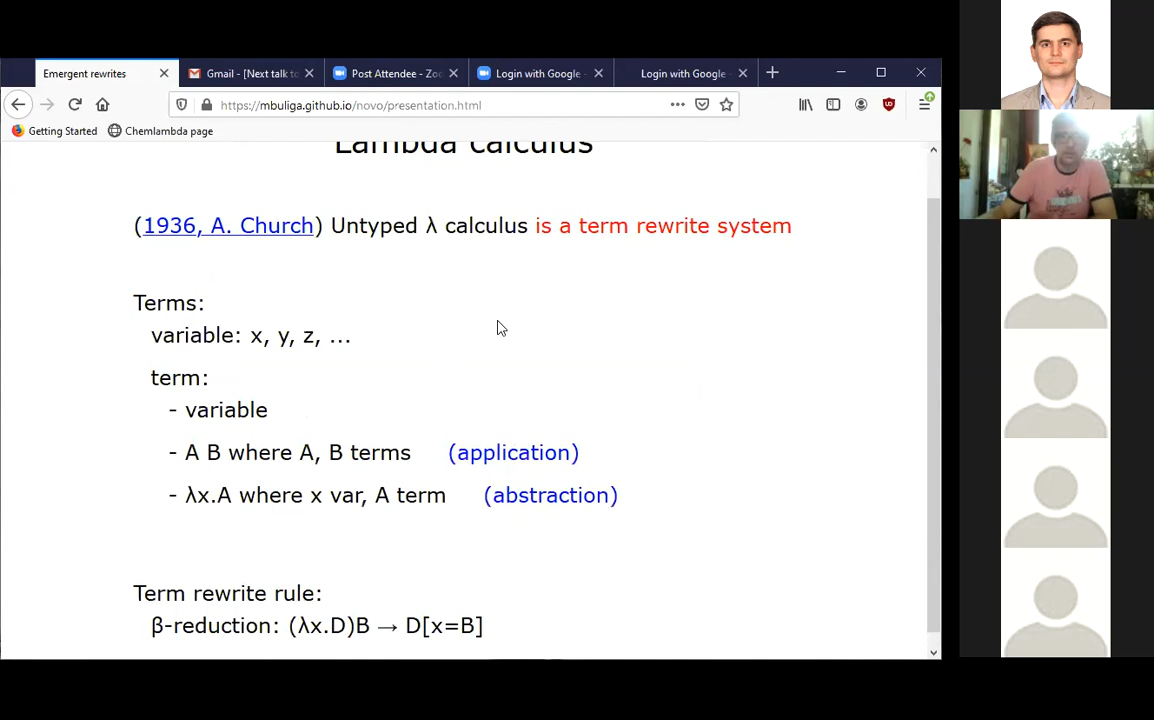 Emergent rewrites
Gmail - [Next talk to
Post Attendee - Zoo
Login with Google -
Login with Google -
https://mbuliga.github.io/novo/presentation.html
Getting Started
Chemlambda page
Lambda calculus
(1936, A. Church) Untyped λ calculus is a term rewrite system
Terms:
variable: x, y, z, ...
term:
- variable
- A B where A, B terms (application)
- λx.A where x var, A term (abstraction)
Term rewrite rule:
β-reduction: (λx.D)B → D[x=B]